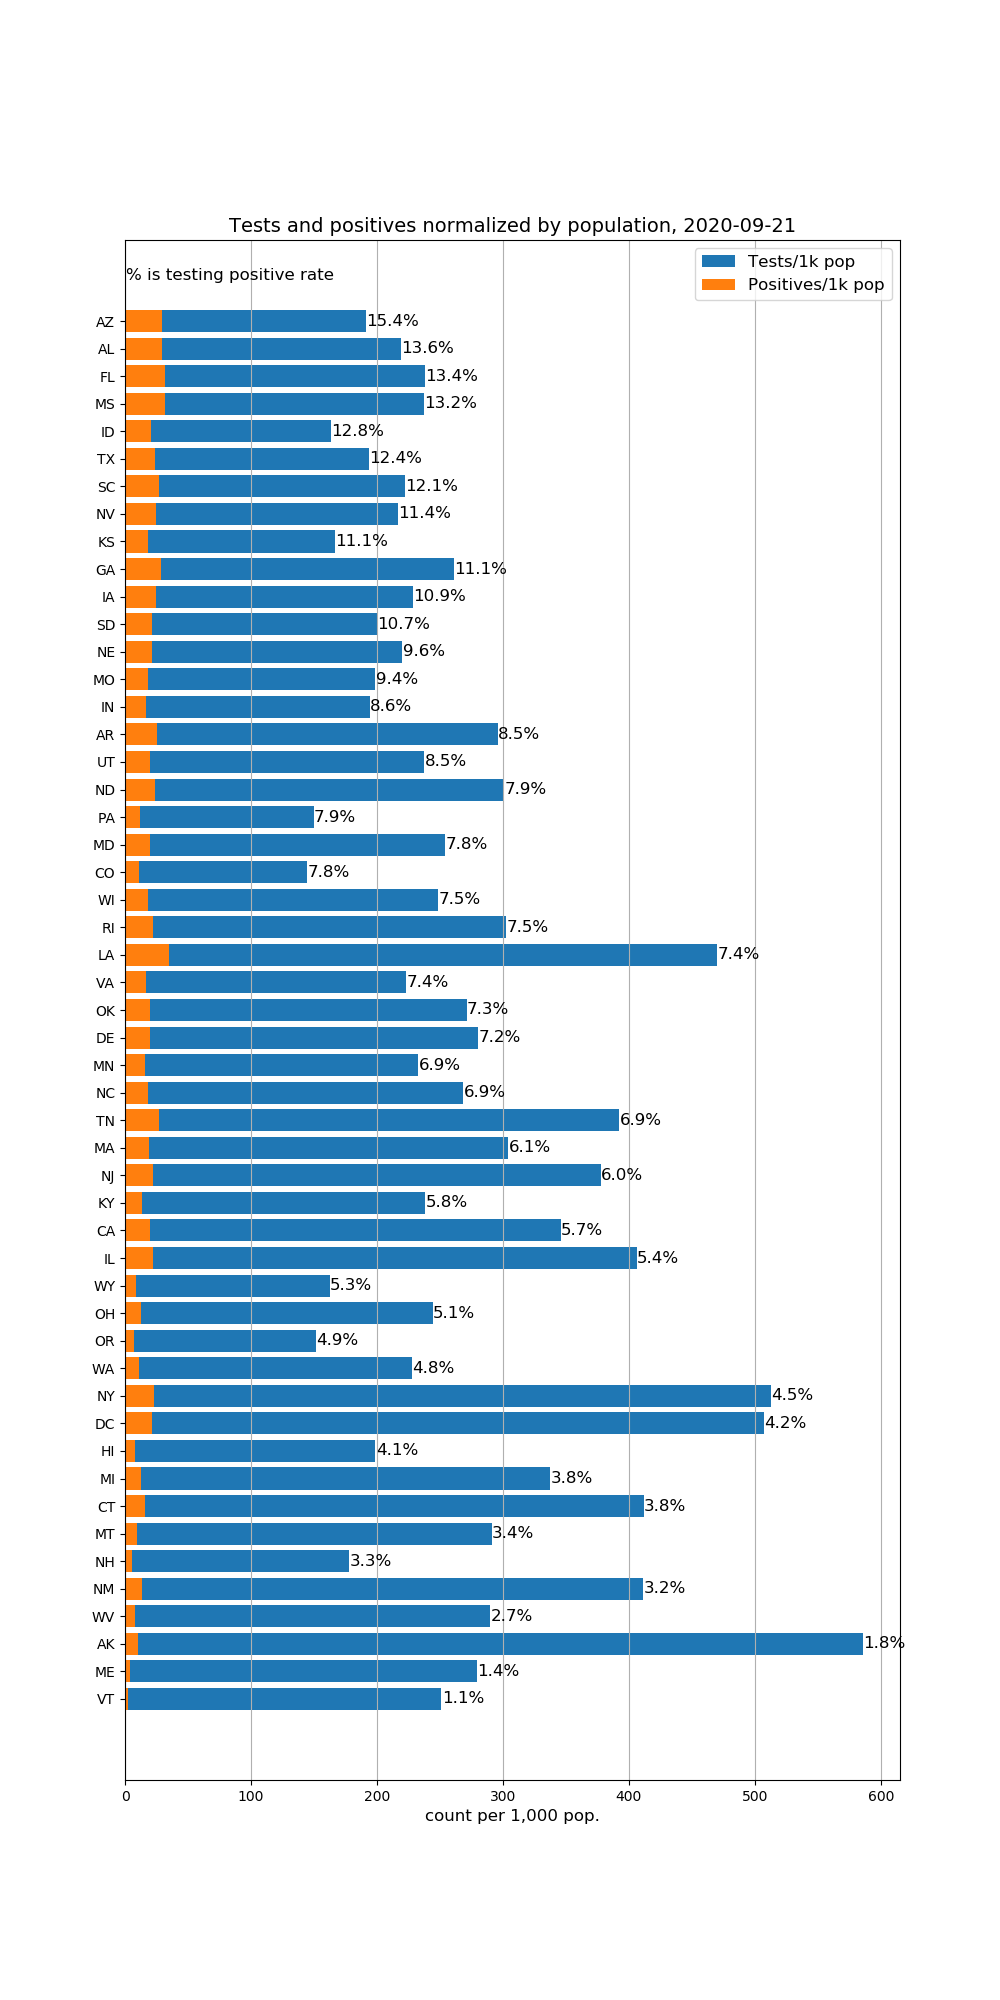 Tests and positives normalized by population, 2020-09-21
% is testing positive rate
Tests/1k pop
Positives/1k pop
AZ 15.4%
AL 13.6%
FL 13.4%
MS 13.2%
ID 12.8%
TX 12.4%
SC 12.1%
NV 11.4%
KS 11.1%
GA 11.1%
IA 10.9%
SD 10.7%
NE 9.6%
MO 9.4%
IN 8.6%
AR 8.5%
UT 8.5%
ND 7.9%
PA 7.9%
MD 7.8%
CO 7.8%
WI 7.5%
RI 7.5%
LA 7.4%
VA 7.4%
OK 7.3%
DE 7.2%
MN 6.9%
NC 6.9%
TN 6.9%
MA 6.1%
NJ 6.0%
KY 5.8%
CA 5.7%
IL 5.4%
WY 5.3%
OH 5.1%
OR 4.9%
WA 4.8%
NY 4.5%
DC 4.2%
HI 4.1%
MI 3.8%
CT 3.8%
MT 3.4%
NH 3.3%
NM 3.2%
WV 2.7%
AK 1.8%
ME 1.4%
VT 1.1%
0 100 200 300 400 500 600
count per 1,000 pop.